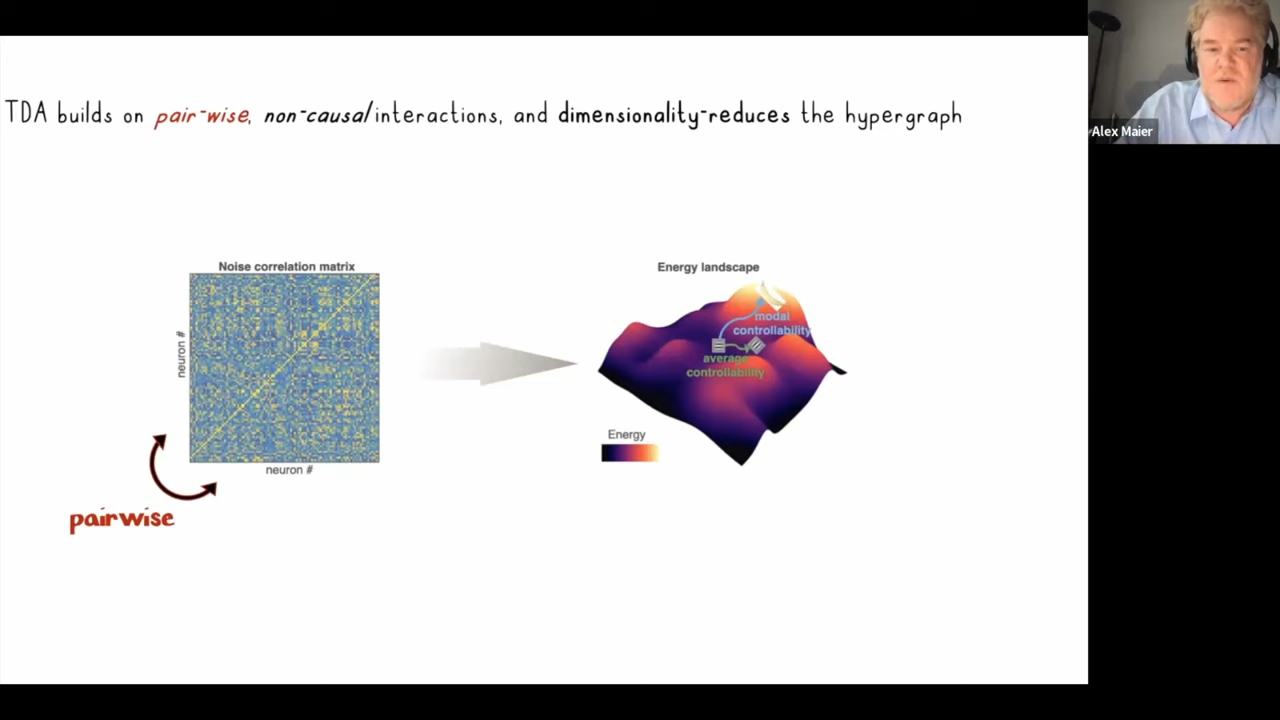 TDA builds on pair-wise, non-causal interactions, and dimensionality-reduces the hypergraph
Alex Maier
Noise correlation matrix
neuron #
neuron #
pairwise
Energy landscape
modal
controllability
average
controllability
Energy